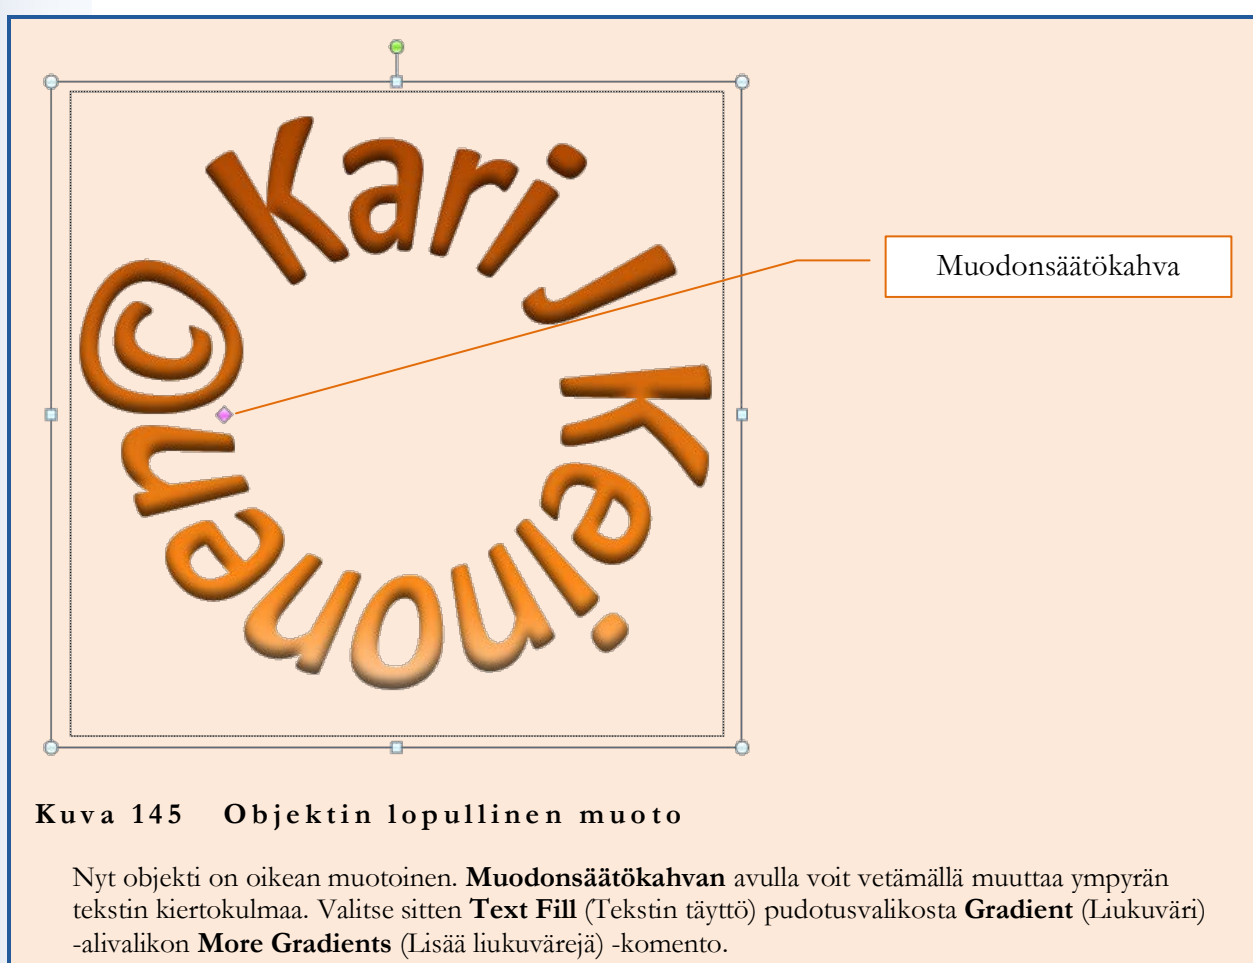 © Kari J Keinonen
Muodonsäätökahva
Kuva 145 Objektin lopullinen muoto
Nyt objekti on oikean muotoinen. Muodonsäätökahvan avulla voit vetämällä muuttaa ympyrän
tekstin kiertokulmaa. Valitse sitten Text Fill (Tekstin täyttö) pudotusvalikosta Gradient (Liukuväri)
-alivalikon More Gradients (Lisää liukuvärejä) -komento.